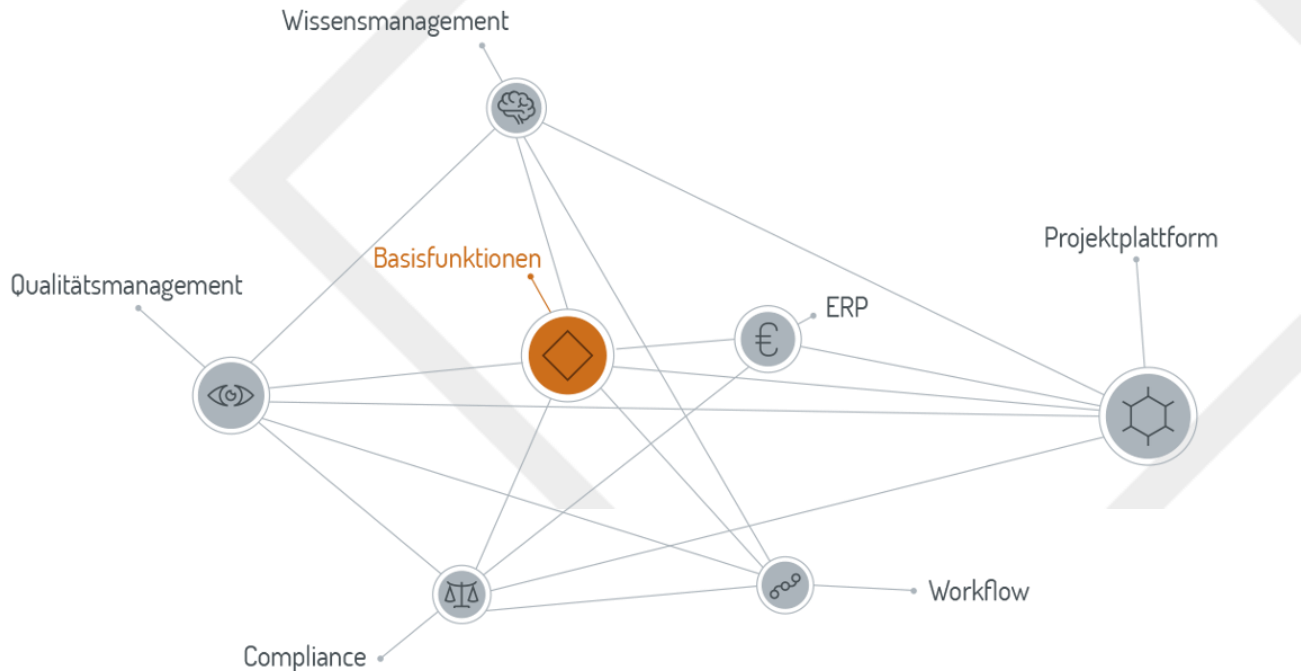 Wissensmanagement
Projektplattform
Basisfunktionen
Qualitätsmanagement
ERP
€
Workflow
Compliance